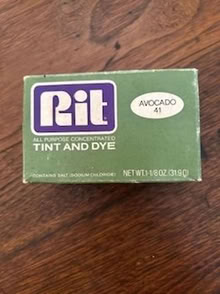 Rit
AVOCADO
41
ALL PURPOSE CONCENTRATED
TINT AND DYE
CONTAINS SALT (SODIUM CHLORIDE)
NET WT. 1-1/8 OZ. (31.9 g)